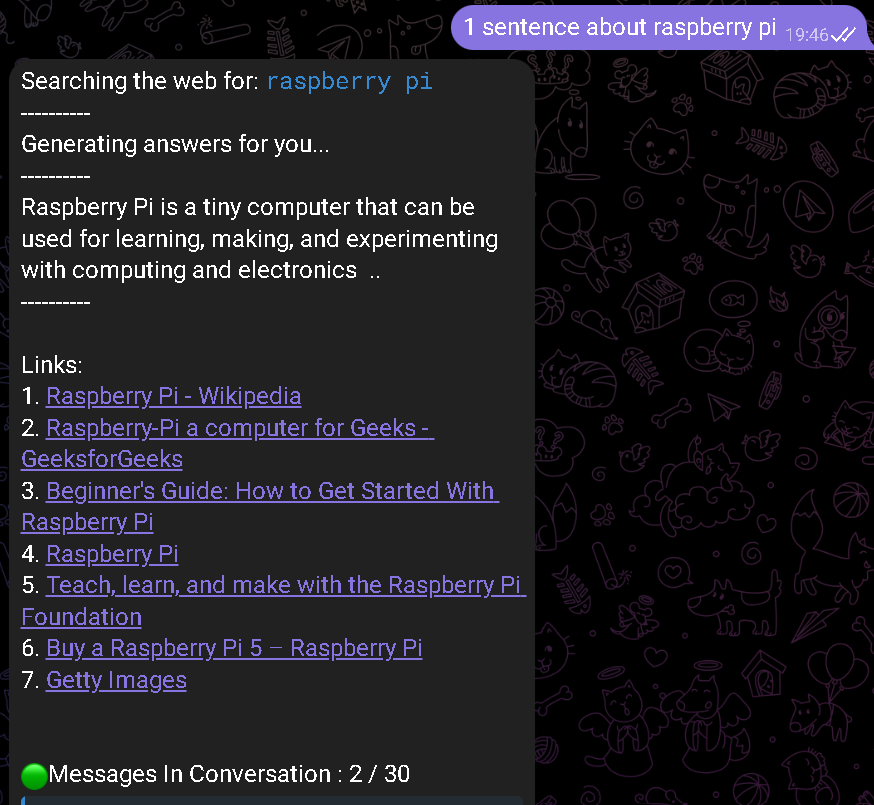 1 sentence about raspberry pi 19:46
Searching the web for: raspberry pi
----------
Generating answers for you...
----------
Raspberry Pi is a tiny computer that can be
used for learning, making, and experimenting
with computing and electronics  ..
----------
Links:
1. Raspberry Pi - Wikipedia
2. Raspberry-Pi a computer for Geeks -
GeeksforGeeks
3. Beginner's Guide: How to Get Started With
Raspberry Pi
4. Raspberry Pi
5. Teach, learn, and make with the Raspberry Pi
Foundation
6. Buy a Raspberry Pi 5 – Raspberry Pi
7. Getty Images
Messages In Conversation : 2 / 30